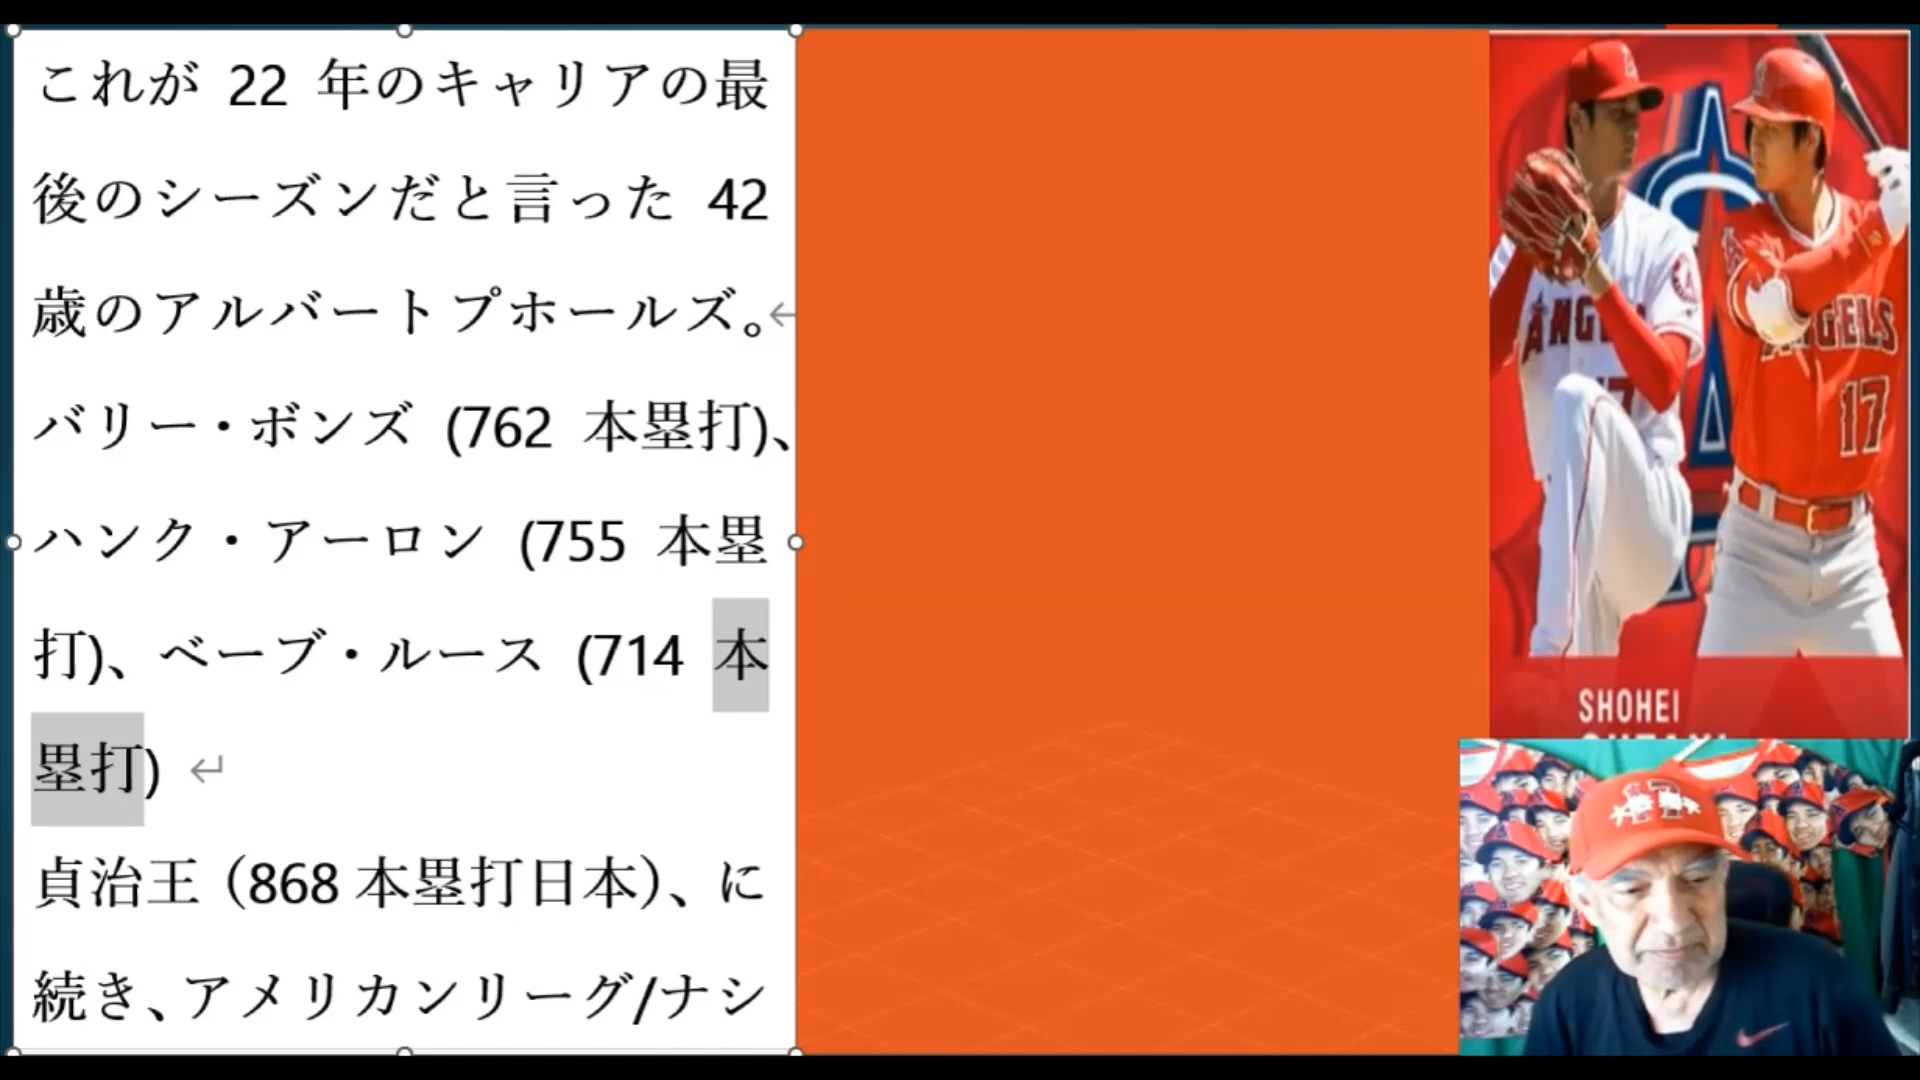 これが 22 年のキャリアの最
後のシーズンだと言った 42
歳のアルバートプホールズ。
バリー・ボンズ (762 本塁打)、
ハンク・アーロン (755 本塁
打)、ベーブ・ルース (714 本
塁打)
貞治王（868 本塁打日本）、に
続き、アメリカンリーグ/ナシ
ANGELS
17
SHOHEI
17